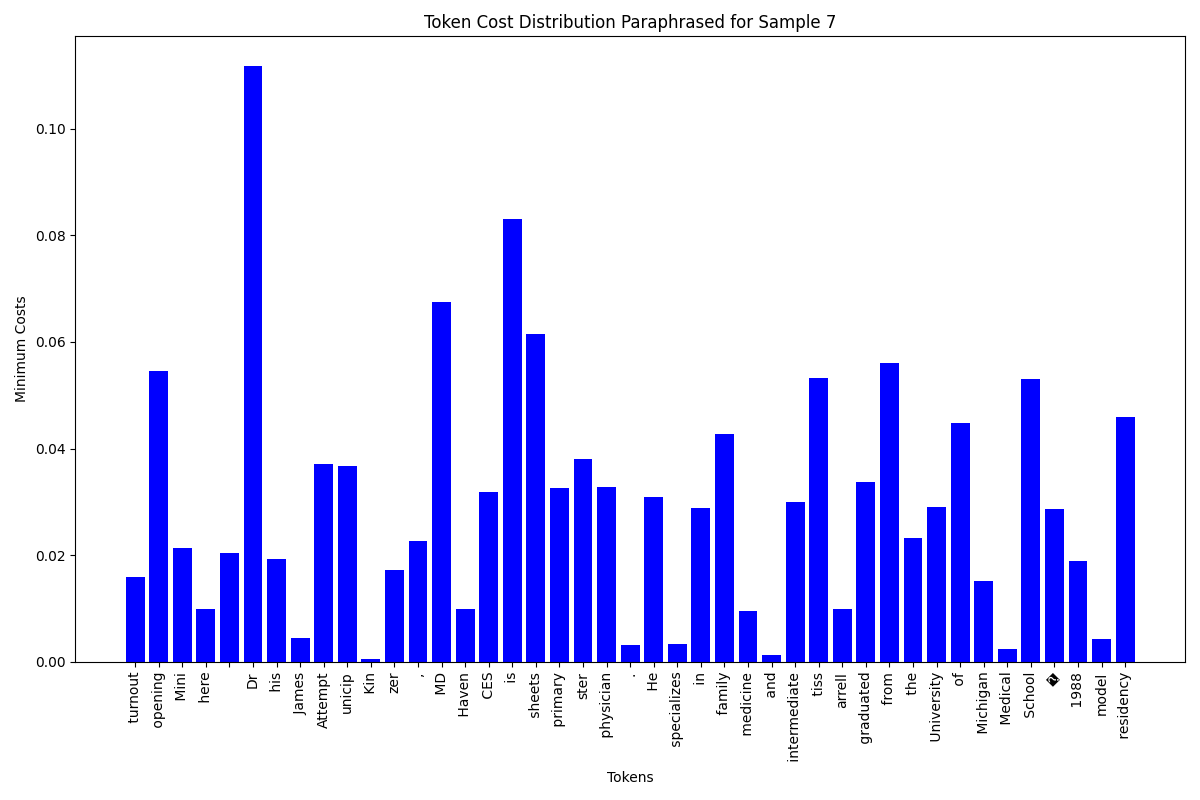 Token Cost Distribution Paraphrased for Sample 7
Minimum Costs
0.10
0.08
0.06
0.04
0.02
0.00
turnout
opening
Mini
here
Dr
his
James
Attempt
unicip
Kin
zer
,
MD
Haven
CES
is
sheets
primary
ster
physician
.
He
specializes
in
family
medicine
and
intermediate
tiss
arrell
graduated
from
the
University
of
Michigan
Medical
School
�
1988
model
residency
Tokens